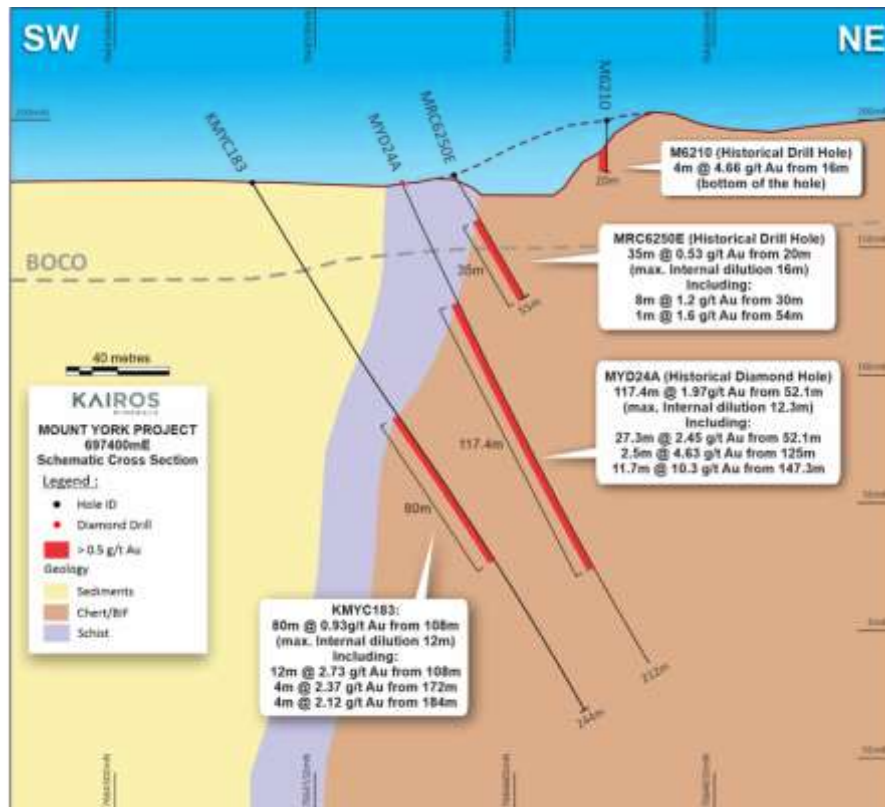 SW
NE
KMYC183
MYD24A
MRC6250E
M6210
20m
M6210 (Historical Drill Hole)
4m @ 4.66 g/t Au from 16m
(bottom of the hole)
BOCO
35m
55m
MRC6250E (Historical Drill Hole)
35m @ 0.53 g/t Au from 20m
(max. Internal dilution 16m)
Including:
8m @ 1.2 g/t Au from 30m
1m @ 1.6 g/t Au from 54m
40 metres
KAIROS
MINERALS
MOUNT YORK PROJECT
697400mE
Schematic Cross Section
Legend :
Hole ID
Diamond Drill
> 0.5 g/t Au
Geology
Sediments
Chert/BIF
Schist
117.4m
MYD24A (Historical Diamond Hole)
117.4m @ 1.97g/t Au from 52.1m
(max. Internal dilution 12.3m)
Including:
27.3m @ 2.45 g/t Au from 52.1m
2.5m @ 4.63 g/t Au from 125m
11.7m @ 10.3 g/t Au from 147.3m
80m
KMYC183:
80m @ 0.93g/t Au from 108m
(max. Internal dilution 12m)
Including:
12m @ 2.73 g/t Au from 108m
4m @ 2.37 g/t Au from 172m
4m @ 2.12 g/t Au from 184m
212m
244m